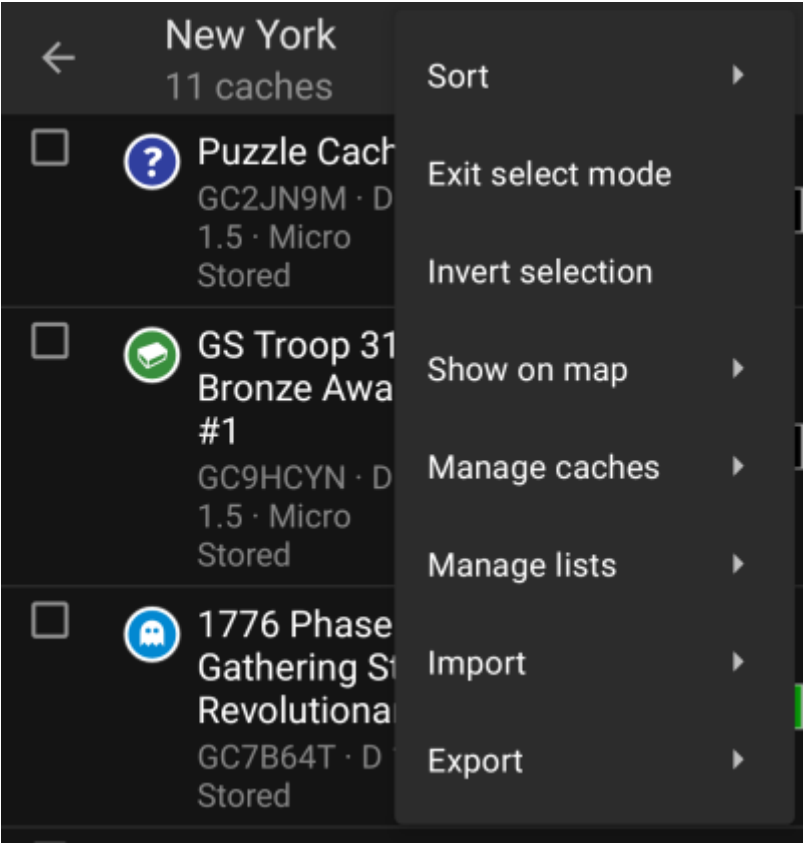 New York
11 caches
Puzzle Cach
GC2JN9M · D
1.5 · Micro
Stored
GS Troop 31
Bronze Awa
#1
GC9HCYN · D
1.5 · Micro
Stored
1776 Phase
Gathering St
Revolutiona
GC7B64T · D
Stored
Sort
Exit select mode
Invert selection
Show on map
Manage caches
Manage lists
Import
Export